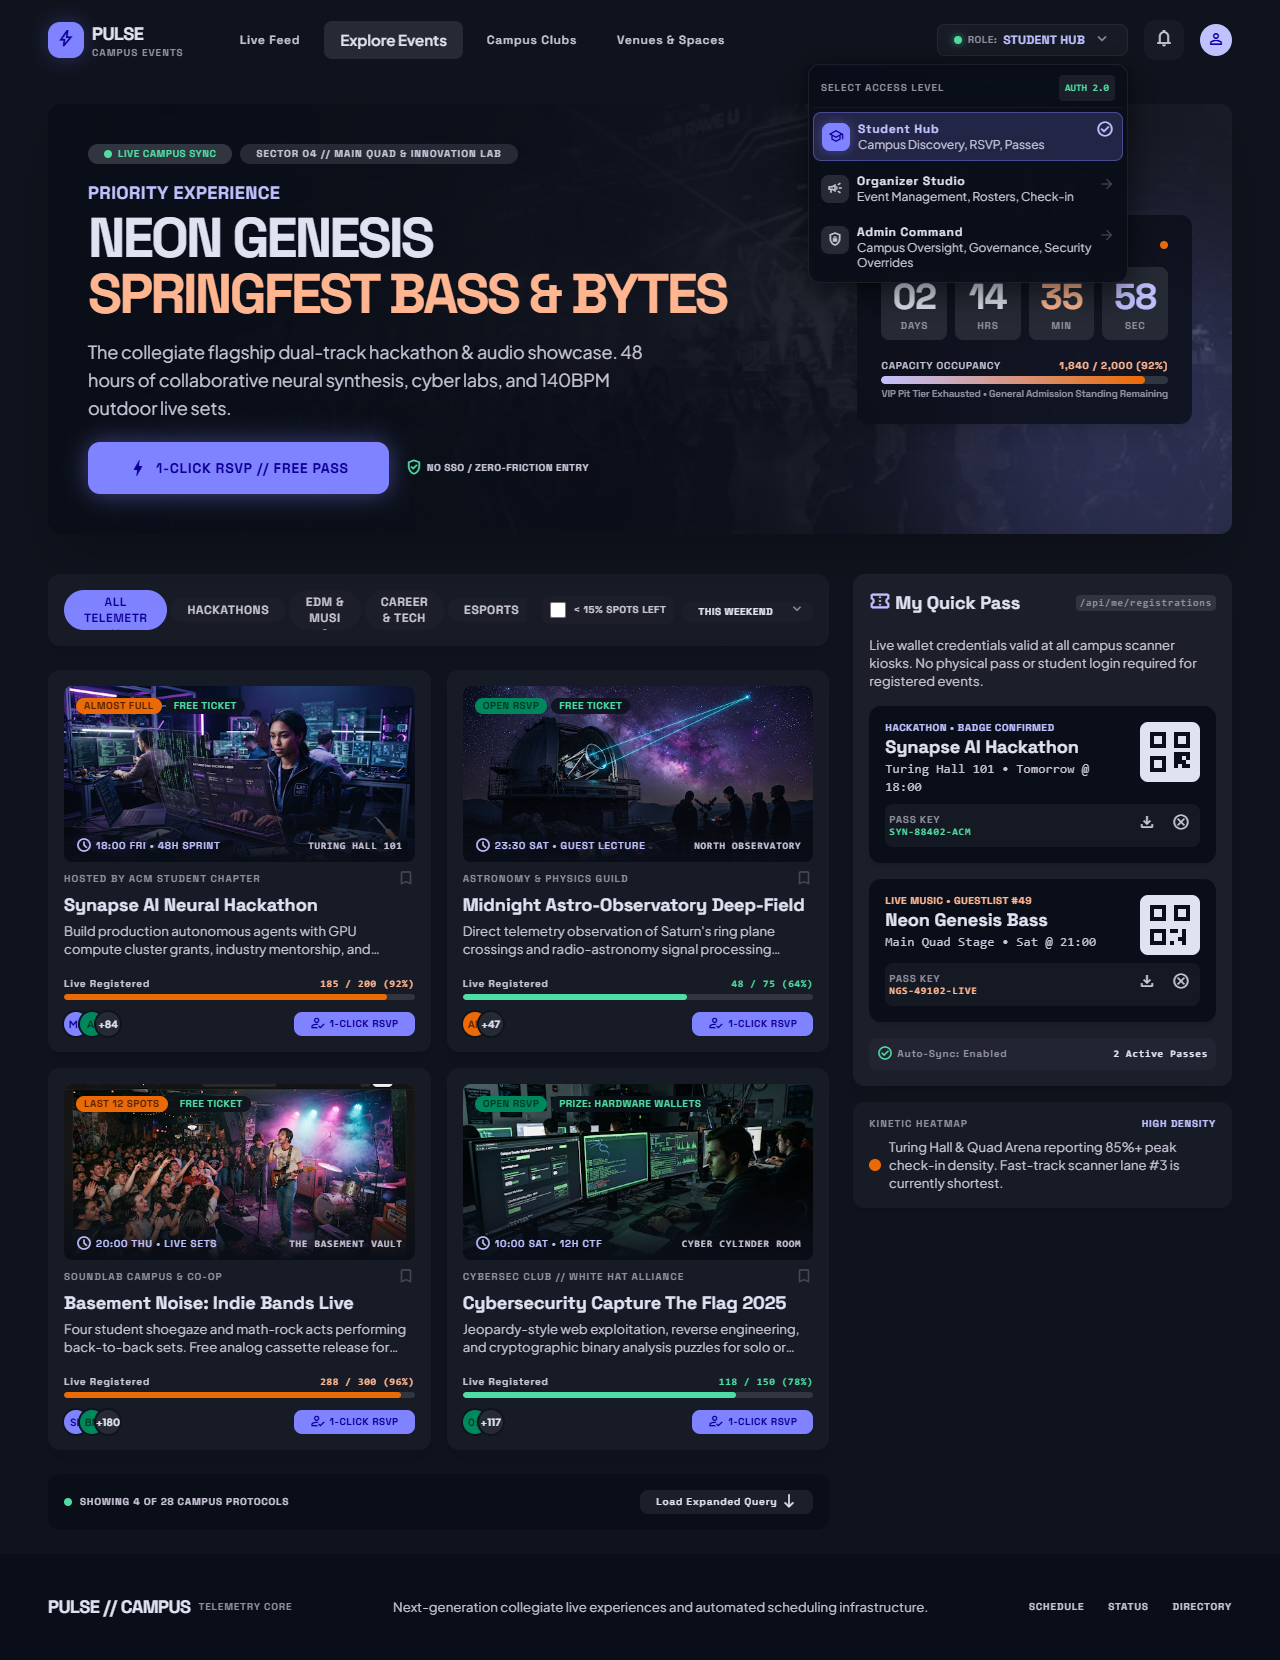 PULSE
CAMPUS EVENTS
Live Feed
Explore Events
Campus Clubs
Venues & Spaces
ROLE: STUDENT HUB
SELECT ACCESS LEVEL
AUTH 2.0
Student Hub
Campus Discovery, RSVP, Passes
Organizer Studio
Event Management, Rosters, Check-in
Admin Command
Campus Oversight, Governance, Security
Overrides
LIVE CAMPUS SYNC
SECTOR 04 // MAIN QUAD & INNOVATION LAB
PRIORITY EXPERIENCE
NEON GENESIS
SPRINGFEST BASS & BYTES
The collegiate flagship dual-track hackathon & audio showcase. 48
hours of collaborative neural synthesis, cyber labs, and 140BPM
outdoor live sets.
1-CLICK RSVP // FREE PASS
NO SSO / ZERO-FRICTION ENTRY
02
14
35
58
DAYS
HRS
MIN
SEC
CAPACITY OCCUPANCY
1,840 / 2,000 (92%)
VIP Pit Tier Exhausted • General Admission Standing Remaining
ALL
TELEMETR
HACKATHONS
EDM &
MUSI
CAREER
& TECH
ESPORTS
< 15% SPOTS LEFT
THIS WEEKEND
ALMOST FULL
FREE TICKET
18:00 FRI • 48H SPRINT
TURING HALL 101
HOSTED BY ACM STUDENT CHAPTER
Synapse AI Neural Hackathon
Build production autonomous agents with GPU
compute cluster grants, industry mentorship, and…
Live Registered
185 / 200 (92%)
M
A
+84
1-CLICK RSVP
OPEN RSVP
FREE TICKET
23:30 SAT • GUEST LECTURE
NORTH OBSERVATORY
ASTRONOMY & PHYSICS GUILD
Midnight Astro-Observatory Deep-Field
Direct telemetry observation of Saturn's ring plane
crossings and radio-astronomy signal processing…
Live Registered
48 / 75 (64%)
+47
1-CLICK RSVP
LAST 12 SPOTS
FREE TICKET
20:00 THU • LIVE SETS
THE BASEMENT VAULT
SOUNDLAB CAMPUS & CO-OP
Basement Noise: Indie Bands Live
Four student shoegaze and math-rock acts performing
back-to-back sets. Free analog cassette release for…
Live Registered
288 / 300 (96%)
+180
1-CLICK RSVP
OPEN RSVP
PRIZE: HARDWARE WALLETS
10:00 SAT • 12H CTF
CYBER CYLINDER ROOM
CYBERSEC CLUB // WHITE HAT ALLIANCE
Cybersecurity Capture The Flag 2025
Jeopardy-style web exploitation, reverse engineering,
and cryptographic binary analysis puzzles for solo or…
Live Registered
118 / 150 (78%)
+117
1-CLICK RSVP
SHOWING 4 OF 28 CAMPUS PROTOCOLS
Load Expanded Query
My Quick Pass
/api/me/registrations
Live wallet credentials valid at all campus scanner
kiosks. No physical pass or student login required for
registered events.
HACKATHON • BADGE CONFIRMED
Synapse AI Hackathon
Turing Hall 101 • Tomorrow @
18:00
PASS KEY
SYN-88402-ACM
LIVE MUSIC • GUESTLIST #49
Neon Genesis Bass
Main Quad Stage • Sat @ 21:00
PASS KEY
NGS-49102-LIVE
Auto-Sync: Enabled
2 Active Passes
KINETIC HEATMAP
HIGH DENSITY
Turing Hall & Quad Arena reporting 85%+ peak
check-in density. Fast-track scanner lane #3 is
currently shortest.
PULSE // CAMPUS
TELEMETRY CORE
Next-generation collegiate live experiences and automated scheduling infrastructure.
SCHEDULE
STATUS
DIRECTORY